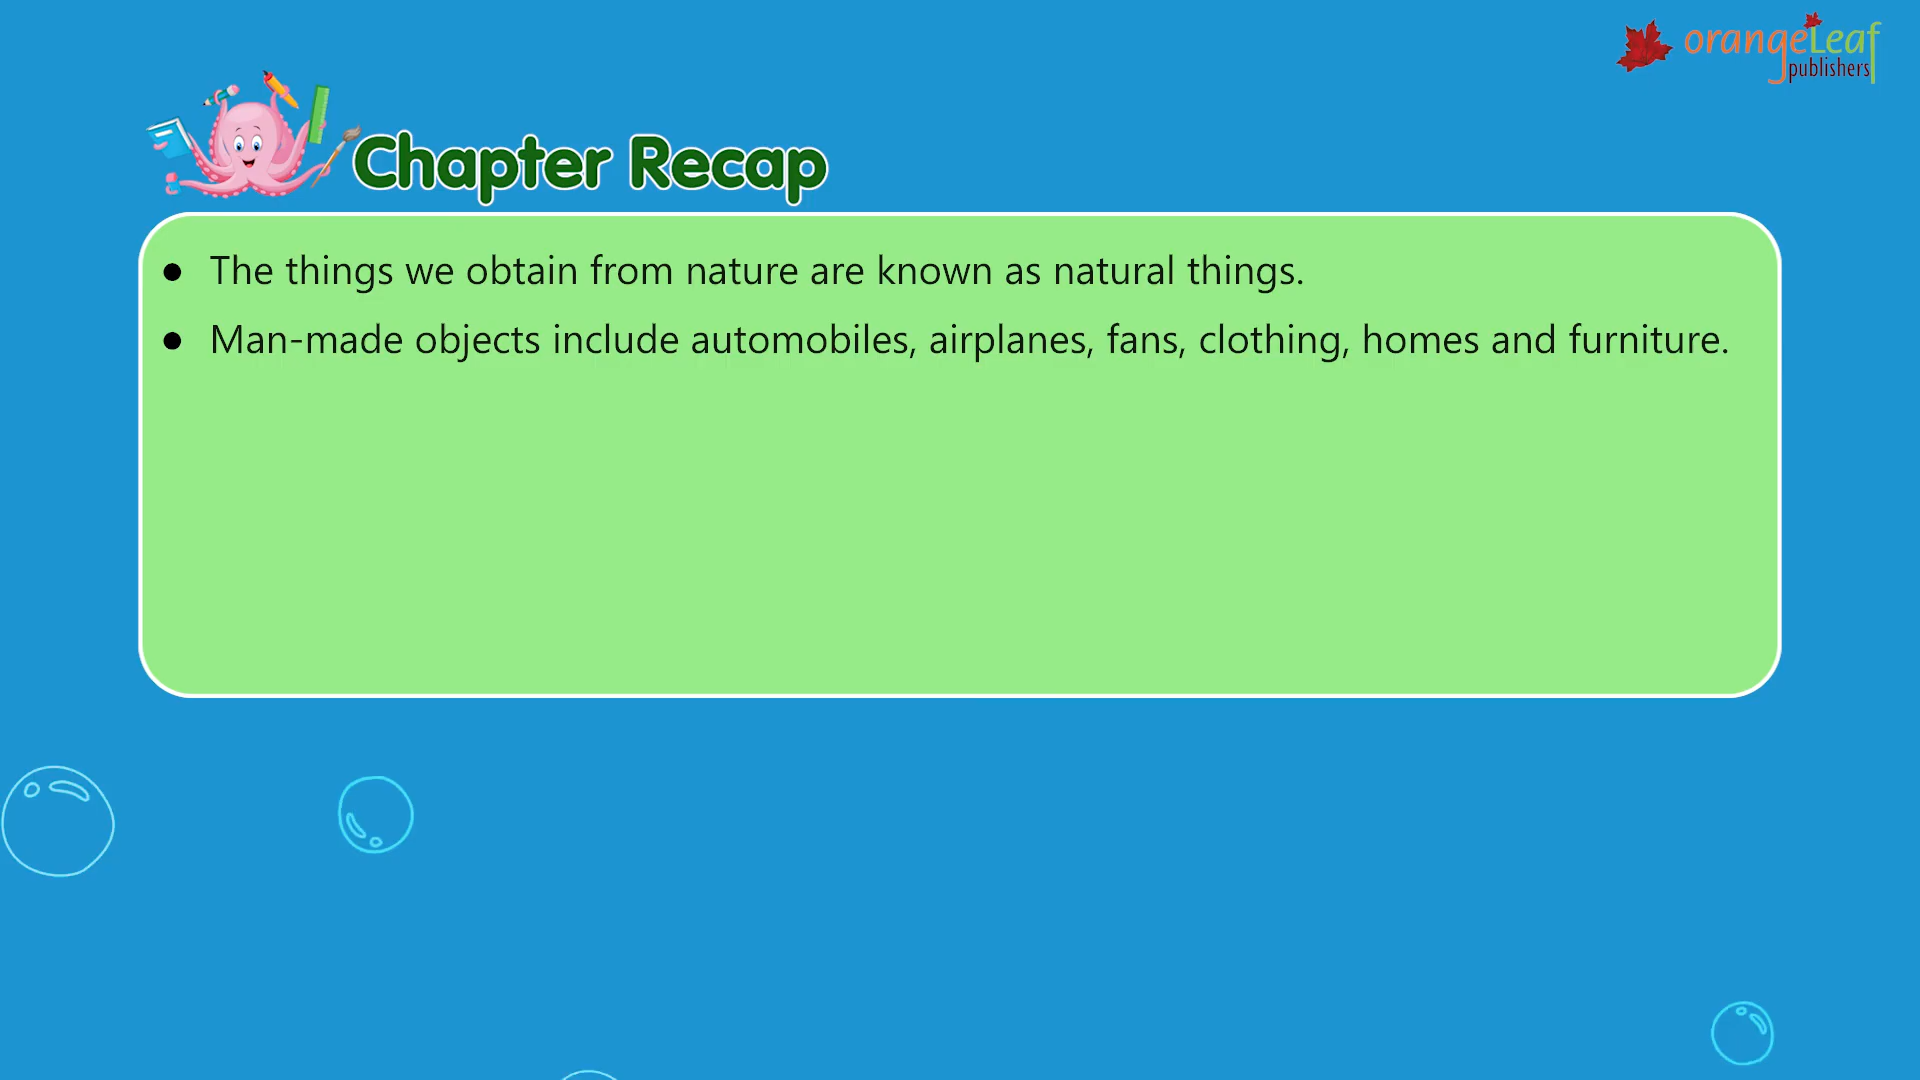 orangeLeaf
publishers
Chapter Recap
● The things we obtain from nature are known as natural things.
● Man-made objects include automobiles, airplanes, fans, clothing, homes and furniture.